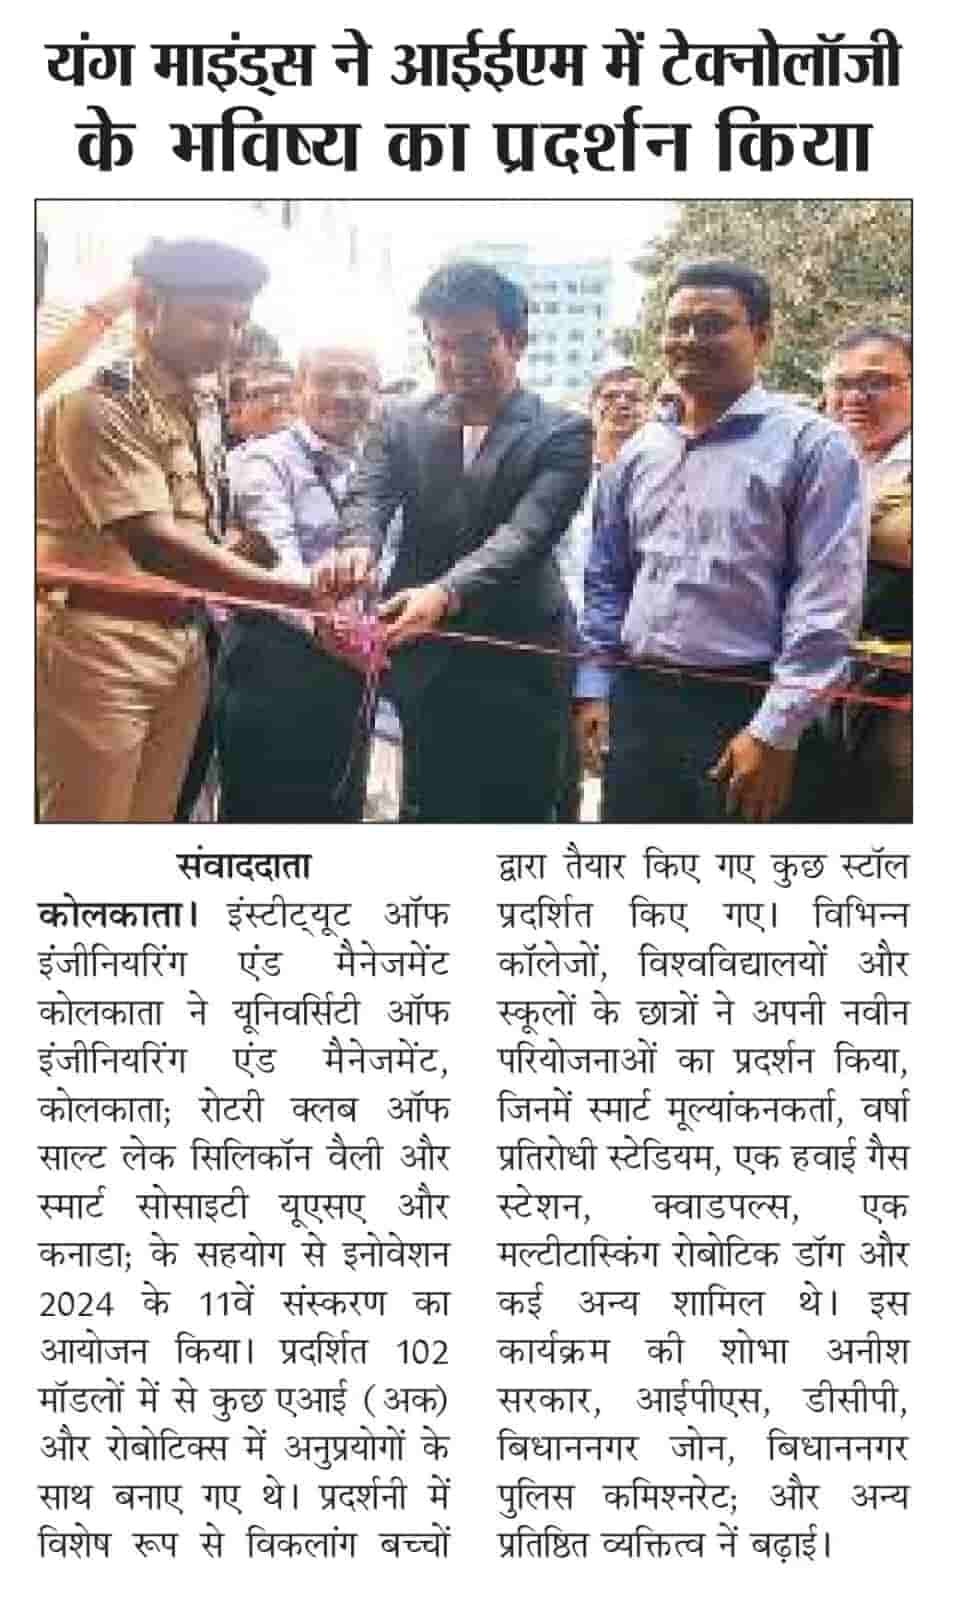 यंग माइंड्स ने आईईएम में टेक्नोलॉजी
के भविष्य का प्रदर्शन किया
संवाददाता
कोलकाता। इंस्टीट्यूट ऑफ
इंजीनियरिंग एंड मैनेजमेंट
कोलकाता ने यूनिवर्सिटी ऑफ
इंजीनियरिंग एंड मैनेजमेंट,
कोलकाता; रोटरी क्लब ऑफ
साल्ट लेक सिलिकॉन वैली और
स्मार्ट सोसाइटी यूएसए और
कनाडा; के सहयोग से इनोवेशन
2024 के 11वें संस्करण का
आयोजन किया। प्रदर्शित 102
मॉडलों में से कुछ एआई (अक)
और रोबोटिक्स में अनुप्रयोगों के
साथ बनाए गए थे। प्रदर्शनी में
विशेष रूप से विकलांग बच्चों
द्वारा तैयार किए गए कुछ स्टॉल
प्रदर्शित किए गए। विभिन्न
कॉलेजों, विश्वविद्यालयों और
स्कूलों के छात्रों ने अपनी नवीन
परियोजनाओं का प्रदर्शन किया,
जिनमें स्मार्ट मूल्यांकनकर्ता, वर्षा
प्रतिरोधी स्टेडियम, एक हवाई गैस
स्टेशन, क्वाडपल्स, एक
मल्टीटास्किंग रोबोटिक डॉग और
कई अन्य शामिल थे। इस
कार्यक्रम की शोभा अनीश
सरकार, आईपीएस, डीसीपी,
बिधाननगर जोन, बिधाननगर
पुलिस कमिश्नरेट; और अन्य
प्रतिष्ठित व्यक्तित्व नें बढ़ाई।